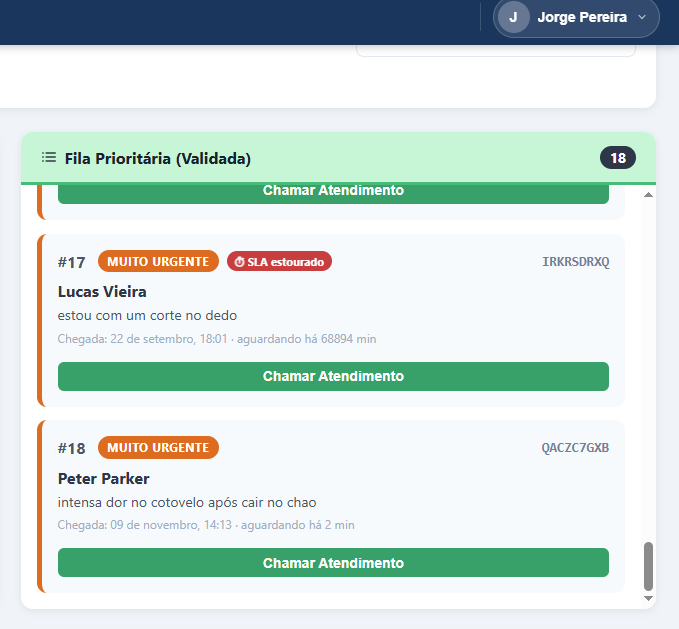 J Jorge Pereira
Fila Prioritária (Validada) 18
Chamar Atendimento
#17 MUITO URGENTE SLA estourado IRKRSDRXQ
Lucas Vieira
estou com um corte no dedo
Chegada: 22 de setembro, 18:01 · aguardando há 68894 min
Chamar Atendimento
#18 MUITO URGENTE QACZC7GXB
Peter Parker
intensa dor no cotovelo após cair no chao
Chegada: 09 de novembro, 14:13 · aguardando há 2 min
Chamar Atendimento